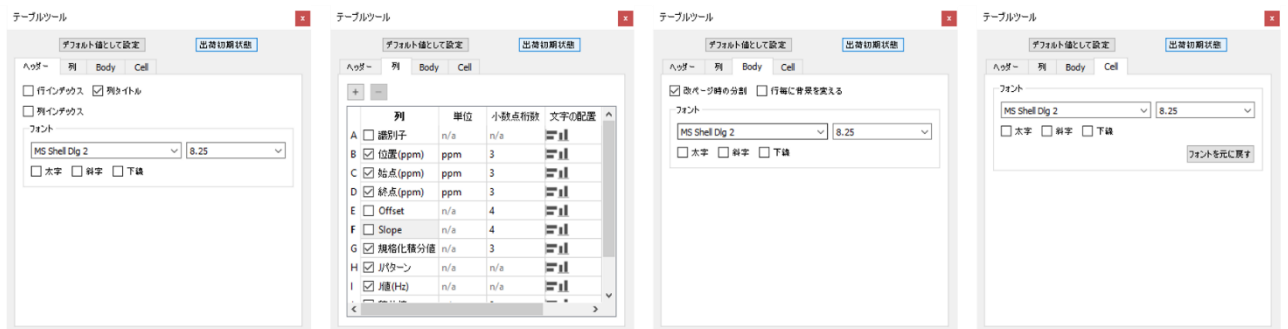 テーブルツール
x
デフォルト値として設定
出荷初期状態
ヘッダー 列 Body Cell
行インデックス 列タイトル
列インデックス
フォント
MS Shell Dlg 2 8.25
太字 斜字 下線
テーブルツール
x
デフォルト値として設定
出荷初期状態
ヘッダー 列 Body Cell
+ −
列 単位 小数点桁数 文字の配置
A 識別子 n/a n/a
B 位置(ppm) ppm 3
C 始点(ppm) ppm 3
D 終点(ppm) ppm 3
E Offset n/a 4
F Slope n/a 4
G 規格化積分値 n/a 3
H Jパターン n/a n/a
I J値(Hz) n/a
テーブルツール
x
デフォルト値として設定
出荷初期状態
ヘッダー 列 Body Cell
改ページ時の分割 行毎に背景を変える
フォント
MS Shell Dlg 2 8.25
太字 斜字 下線
テーブルツール
x
デフォルト値として設定
出荷初期状態
ヘッダー 列 Body Cell
フォント
MS Shell Dlg 2 8.25
太字 斜字 下線
フォントを元に戻す